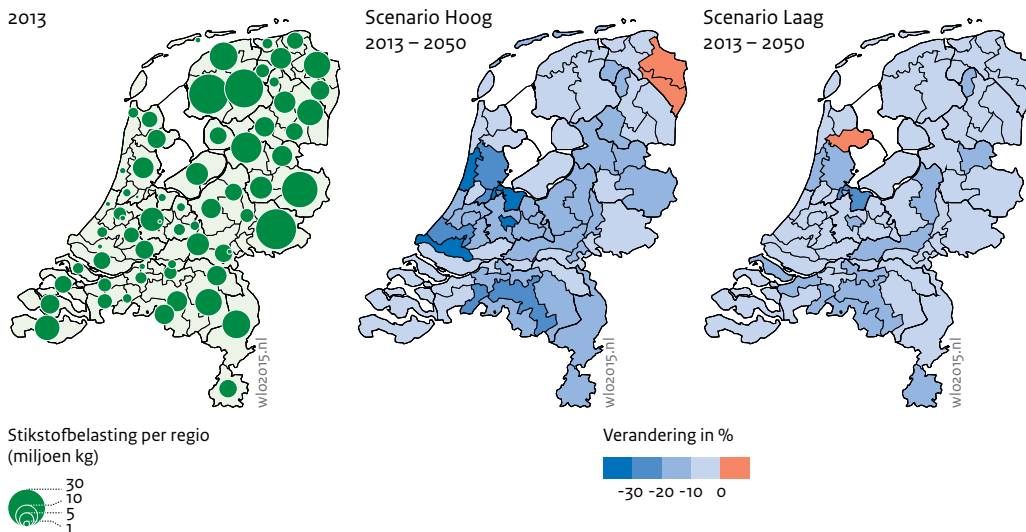 2013
Scenario Hoog
2013 – 2050
Scenario Laag
2013 – 2050
wlo2015.nl
wlo2015.nl
wlo2015.nl
Stikstofbelasting per regio
(miljoen kg)
30
10
5
1
Verandering in %
-30 -20 -10 0